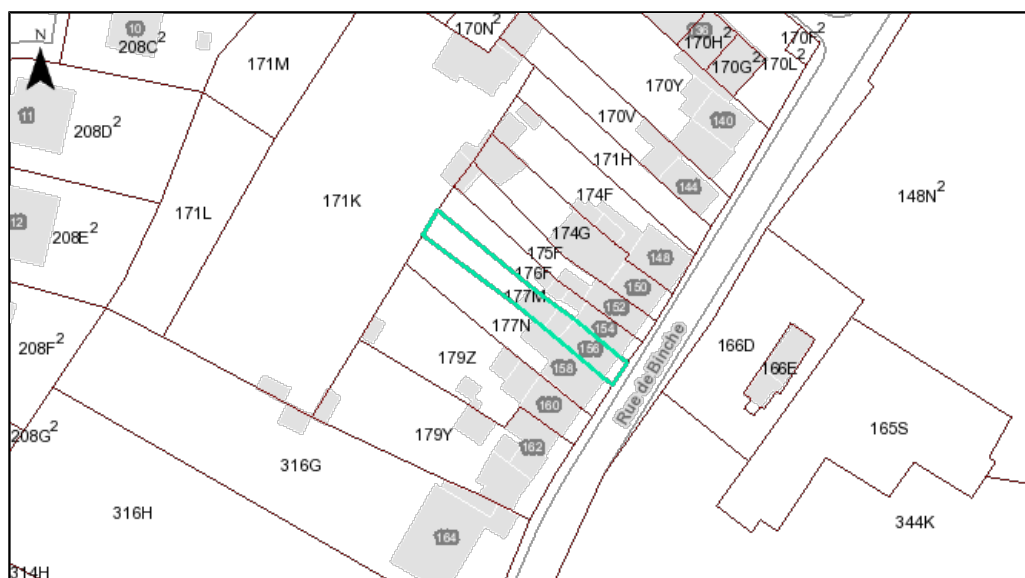 N
10
208C²
170N²
136
170H²
170F²
170G²
170L²
171M
170Y
11
208D²
170V
140
171H
144
148N²
174F
171K
171L
12
208E²
174G
175F
148
176F
150
177M
152
177N
154
156
Rue de Binche
208F²
179Z
158
166D
166E
160
165S
208G²
179Y
162
316G
316H
344K
164
314H